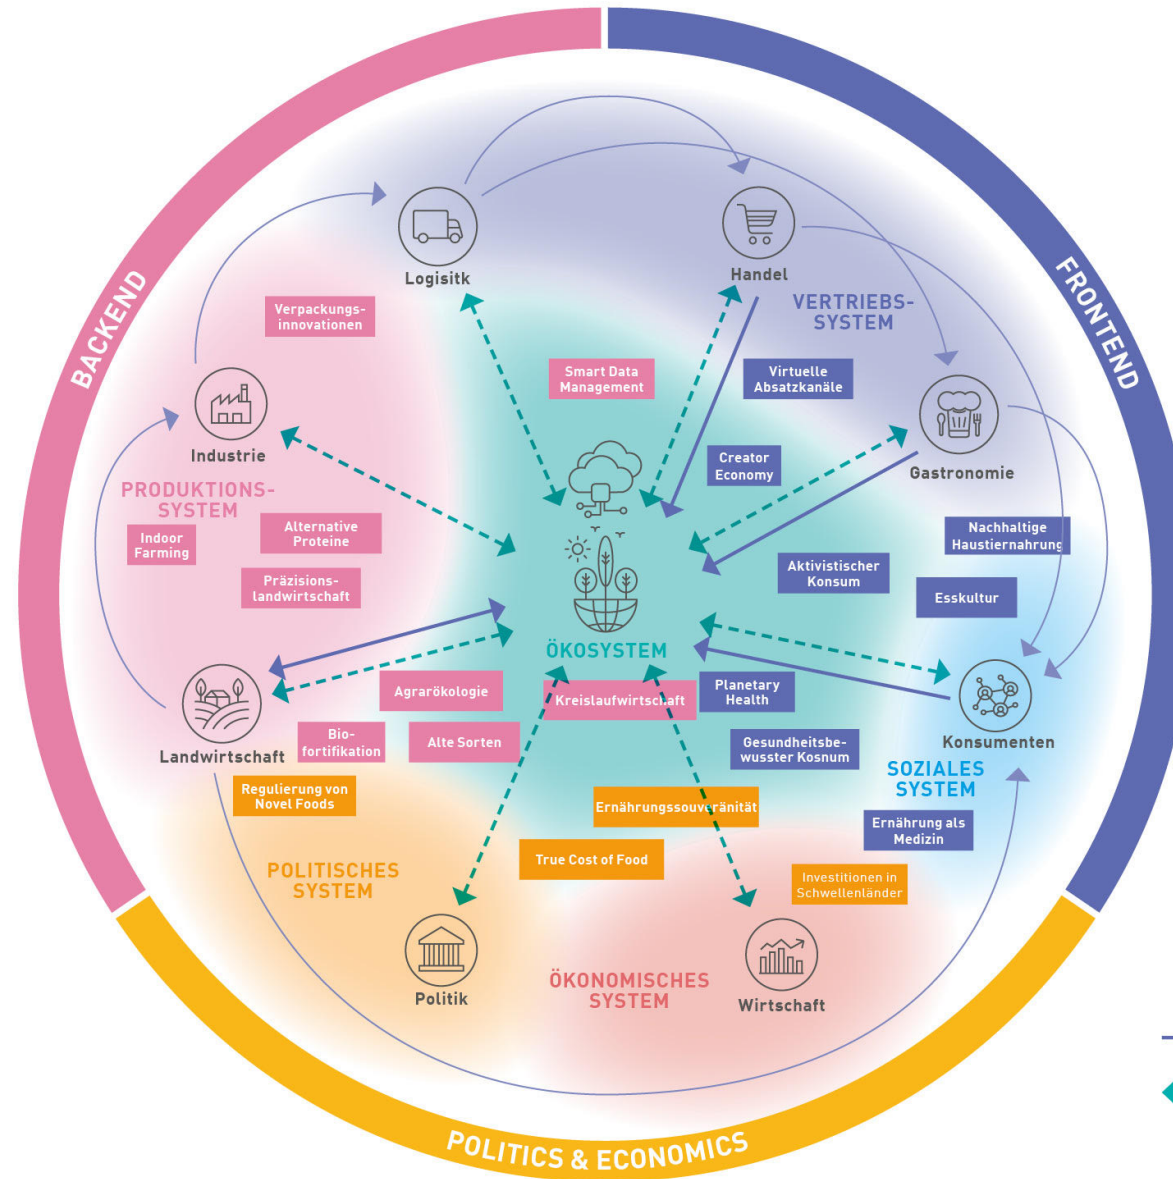 BACKEND
FRONTEND
POLITICS & ECONOMICS
Logisitk
Handel
VERTRIEBS-
SYSTEM
Verpackungs-
innovationen
Smart Data
Management
Virtuelle
Absatzkanäle
Industrie
Gastronomie
Creator
Economy
PRODUKTIONS-
SYSTEM
Indoor
Farming
Alternative
Proteine
Präzisions-
landwirtschaft
Nachhaltige
Haustiernahrung
Aktivistischer
Konsum
Esskultur
ÖKOSYSTEM
Agrarökologie
Kreislaufwirtschaft
Planetary
Health
Landwirtschaft
Bio-
fortifikation
Alte Sorten
Gesundheitsbe-
wusster Kosnum
Konsumenten
SOZIALES
SYSTEM
Regulierung von
Novel Foods
Ernährungssouveränität
Ernährung als
Medizin
True Cost of Food
POLITISCHES
SYSTEM
Investitionen in
Schwellenländer
Politik
ÖKONOMISCHES
SYSTEM
Wirtschaft